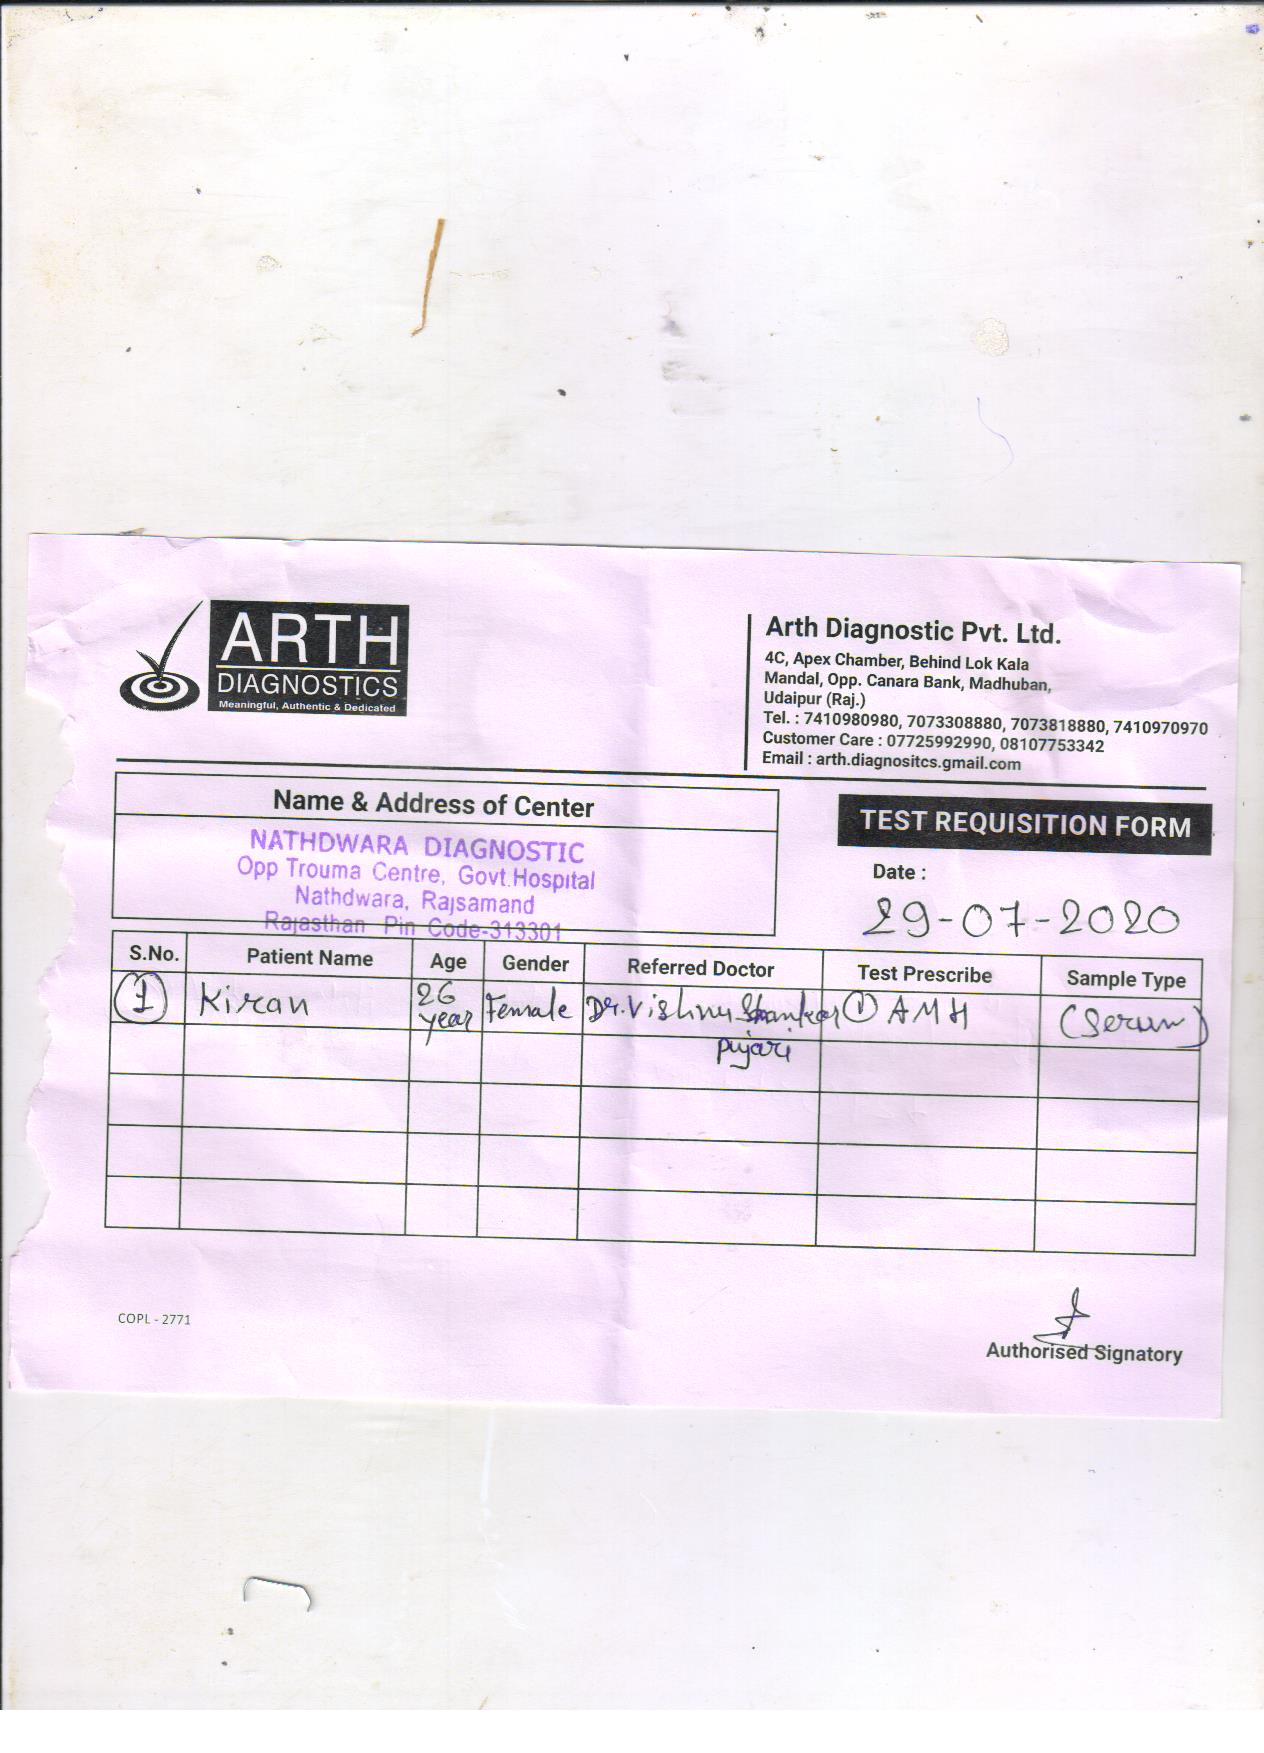 ARTH
DIAGNOSTICS
Meaningful, Authentic & Dedicated
Arth Diagnostic Pvt. Ltd.
4C, Apex Chamber, Behind Lok Kala
Mandal, Opp. Canara Bank, Madhuban,
Udaipur (Raj.)
Tel. : 7410980980, 7073308880, 7073818880, 7410970970
Customer Care : 07725992990, 08107753342
Email : arth.diagnositcs.gmail.com
Name & Address of Center
NATHDWARA DIAGNOSTIC
Opp Trouma Centre, Govt.Hospital
Nathdwara, Rajsamand
Rajasthan Pin Code-313301
TEST REQUISITION FORM
Date :
29-07-2020
S.No. Patient Name Age Gender Referred Doctor Test Prescribe Sample Type
1 Kiran 26 year Female Dr. Vishnu Shankar pujari 1 AMH (Serum)
COPL - 2771
Authorised Signatory